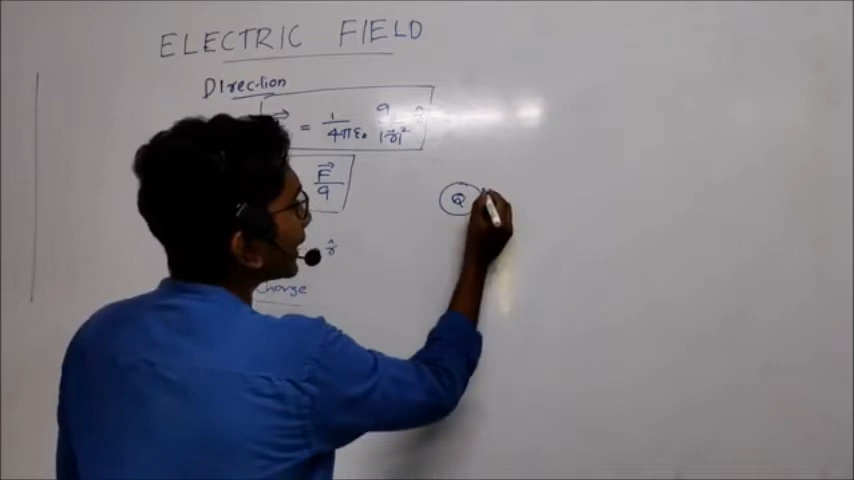 ELECTRIC FIELD
Direction
= 1/4πε₀ q/|r⃗|² r̂
F⃗/q
r̂
Charge
Q